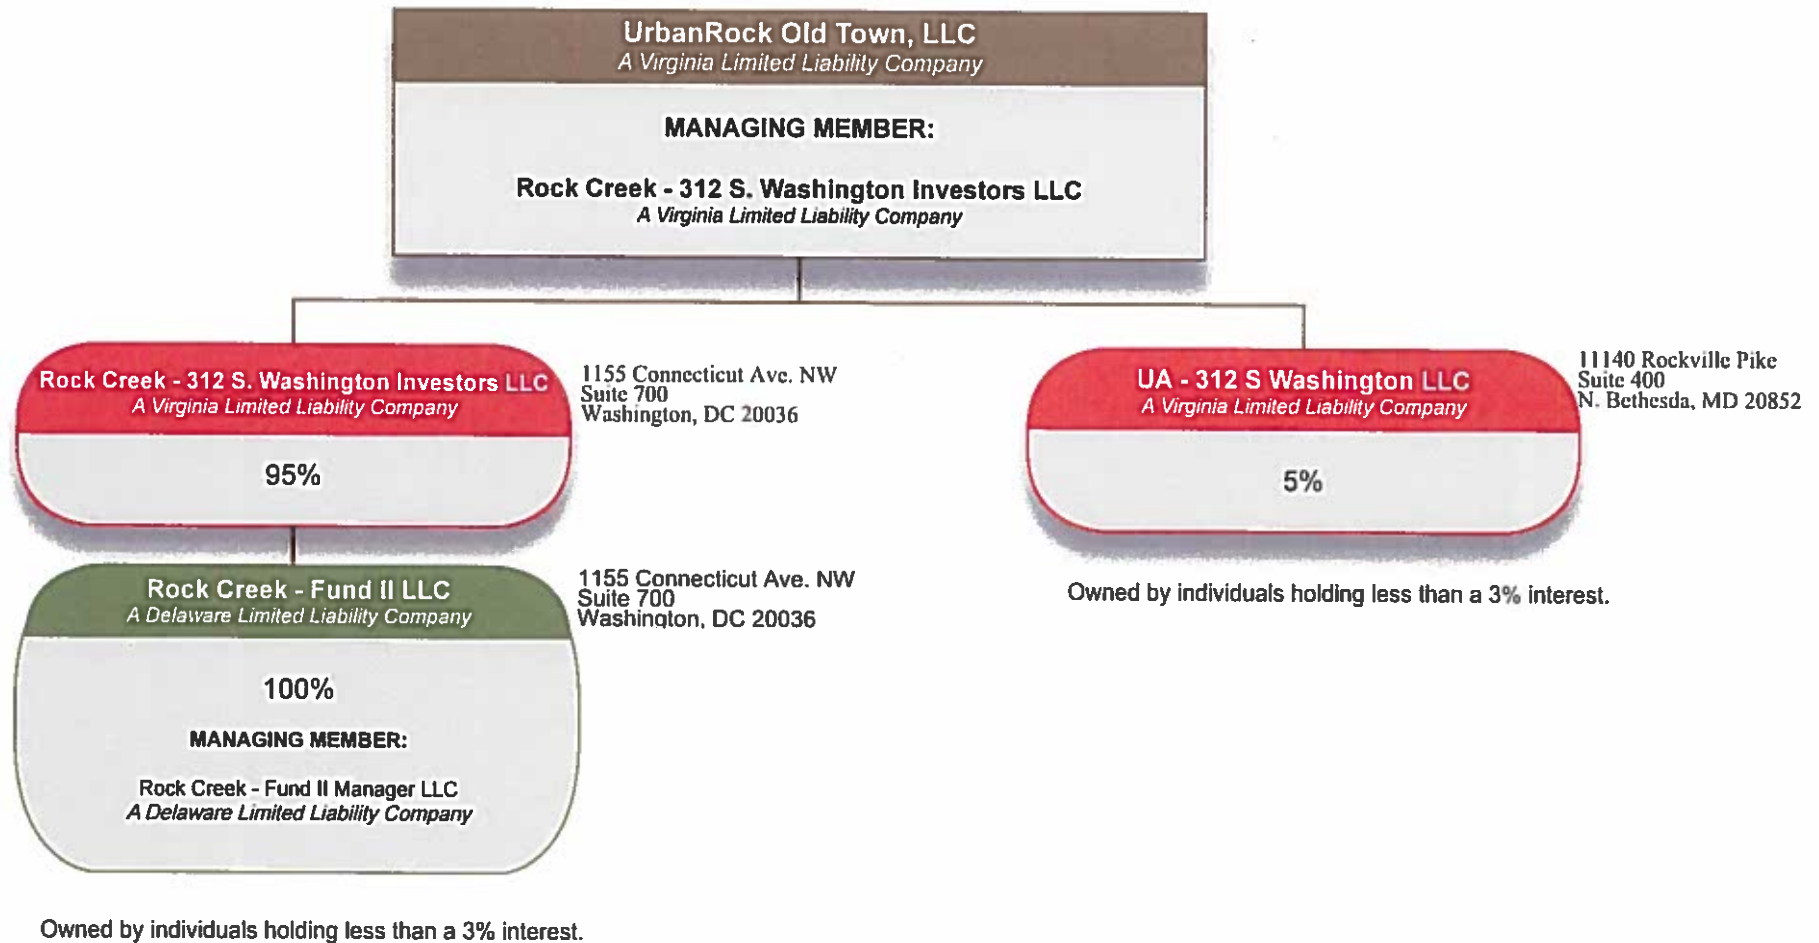 UrbanRock Old Town, LLC
A Virginia Limited Liability Company
MANAGING MEMBER:
Rock Creek - 312 S. Washington Investors LLC
A Virginia Limited Liability Company
Rock Creek - 312 S. Washington Investors LLC
A Virginia Limited Liability Company
95%
1155 Connecticut Ave. NW
Suite 700
Washington, DC 20036
UA - 312 S Washington LLC
A Virginia Limited Liability Company
5%
11140 Rockville Pike
Suite 400
N. Bethesda, MD 20852
Owned by individuals holding less than a 3% interest.
Rock Creek - Fund II LLC
A Delaware Limited Liability Company
100%
MANAGING MEMBER:
Rock Creek - Fund II Manager LLC
A Delaware Limited Liability Company
1155 Connecticut Ave. NW
Suite 700
Washington, DC 20036
Owned by individuals holding less than a 3% interest.